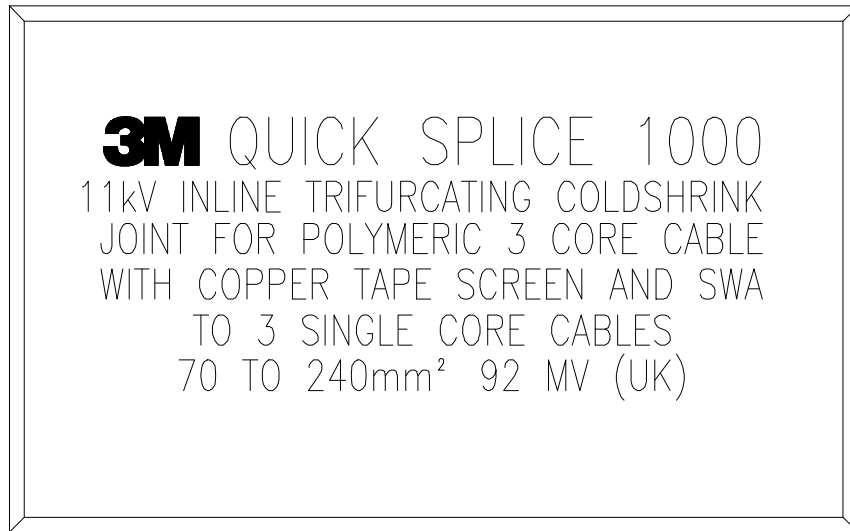 3M QUICK SPLICE 1000
11kV INLINE TRIFURCATING COLDSHRINK
JOINT FOR POLYMERIC 3 CORE CABLE
WITH COPPER TAPE SCREEN AND SWA
TO 3 SINGLE CORE CABLES
70 TO 240mm² 92 MV (UK)